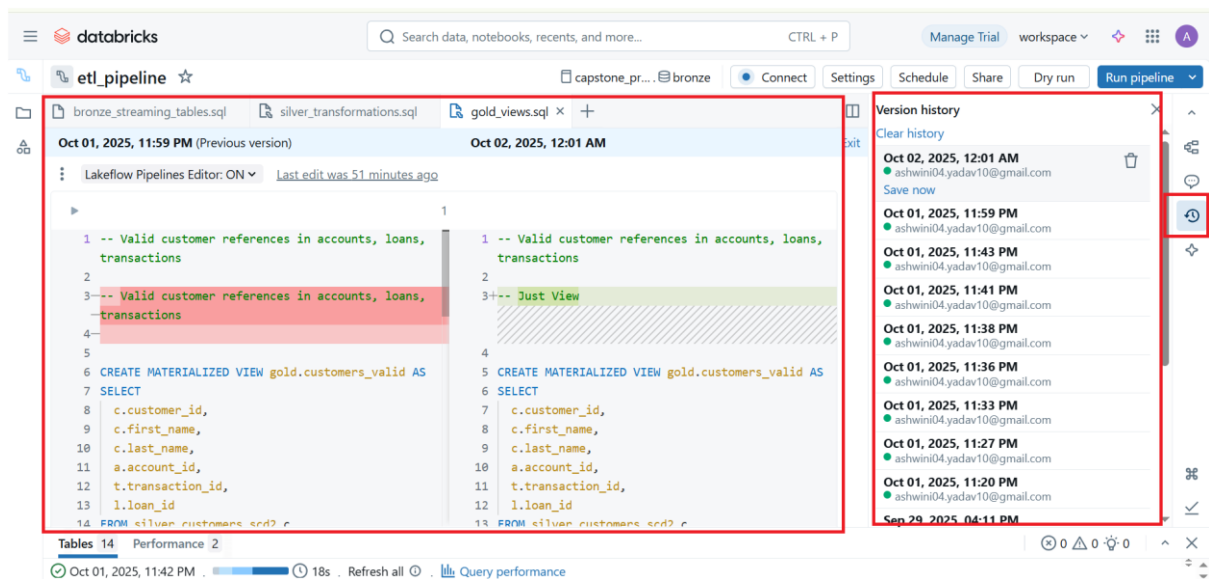 databricks
Search data, notebooks, recents, and more... CTRL + P
Manage Trial workspace A
etl_pipeline
capstone_pr... . bronze Connect Settings Schedule Share Dry run Run pipeline
bronze_streaming_tables.sql silver_transformations.sql gold_views.sql × +
Oct 01, 2025, 11:59 PM (Previous version) Oct 02, 2025, 12:01 AM Exit
Lakeflow Pipelines Editor: ON Last edit was 51 minutes ago
1
1 -- Valid customer references in accounts, loans,
transactions
2
3 -- Valid customer references in accounts, loans,
transactions
4
5
6 CREATE MATERIALIZED VIEW gold.customers_valid AS
7 SELECT
8 c.customer_id,
9 c.first_name,
10 c.last_name,
11 a.account_id,
12 t.transaction_id,
13 l.loan_id
14 FROM silver_customers_scd2 c
1 -- Valid customer references in accounts, loans,
transactions
2
3+ -- Just View
4
5 CREATE MATERIALIZED VIEW gold.customers_valid AS
6 SELECT
7 c.customer_id,
8 c.first_name,
9 c.last_name,
10 a.account_id,
11 t.transaction_id,
12 l.loan_id
13 FROM silver_customers_scd2 c
Version history
Clear history
Oct 02, 2025, 12:01 AM
ashwini04.yadav10@gmail.com
Save now
Oct 01, 2025, 11:59 PM
ashwini04.yadav10@gmail.com
Oct 01, 2025, 11:43 PM
ashwini04.yadav10@gmail.com
Oct 01, 2025, 11:41 PM
ashwini04.yadav10@gmail.com
Oct 01, 2025, 11:38 PM
ashwini04.yadav10@gmail.com
Oct 01, 2025, 11:36 PM
ashwini04.yadav10@gmail.com
Oct 01, 2025, 11:33 PM
ashwini04.yadav10@gmail.com
Oct 01, 2025, 11:27 PM
ashwini04.yadav10@gmail.com
Oct 01, 2025, 11:20 PM
ashwini04.yadav10@gmail.com
Sep 29, 2025, 04:11 PM
Tables 14 Performance 2 0 0 0
Oct 01, 2025, 11:42 PM . 18s . Refresh all . Query performance